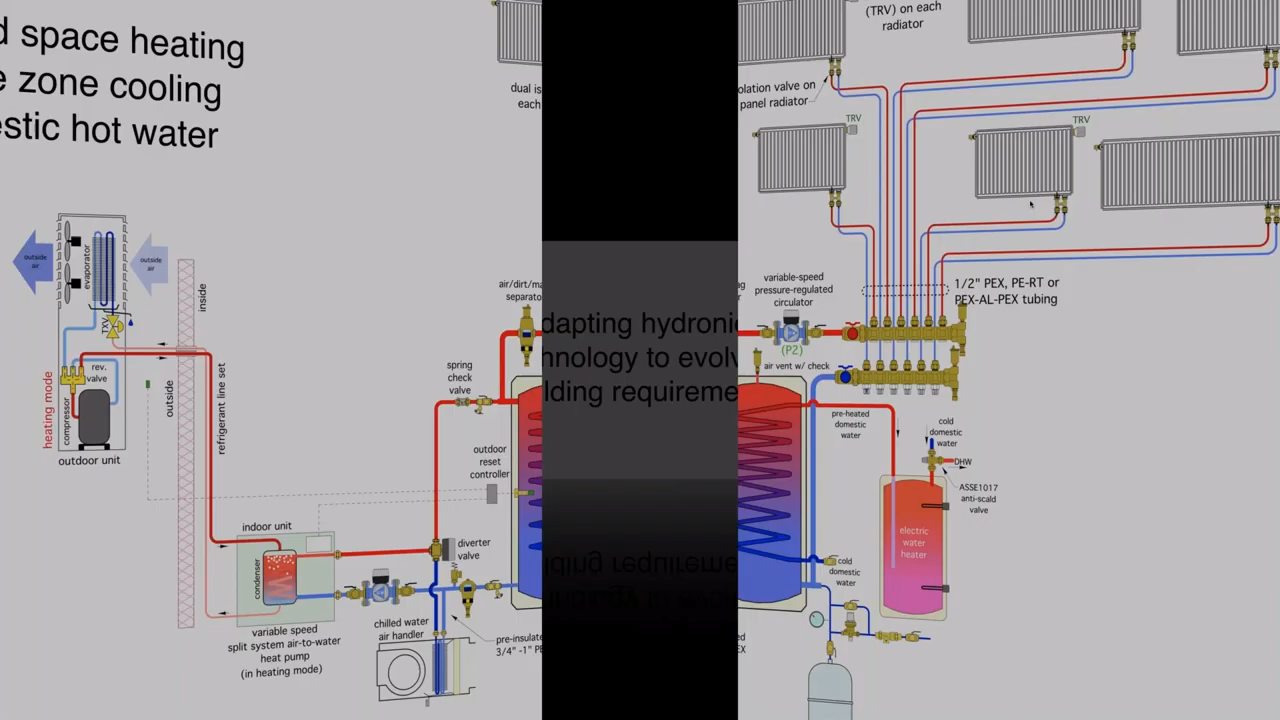 d space heating
e zone cooling
estic hot water
dual is
each
(TRV) on each
radiator
olation valve on
panel radiator
TRV
TRV
outside
air
outside
air
evaporator
TXV
inside
rev.
valve
heating mode
compressor
outside
refrigerant line set
outdoor unit
air/dirt/ma
separato
ag
dapting hydronic
hnology to evolv
lding requireme
variable-speed
pressure-regulated
circulator
(P2)
1/2" PEX, PE-RT or
PEX-AL-PEX tubing
air vent w/ check
spring
check
valve
pre-heated
domestic
water
cold
domestic
water
DHW
ASSE1017
anti-scald
valve
outdoor
reset
controller
electric
water
heater
indoor unit
condenser
diverter
valve
cold
domestic
water
variable speed
split system air-to-water
heat pump
(in heating mode)
chilled water
air handler
pre-insulate
3/4" -1" PE
ed
EX